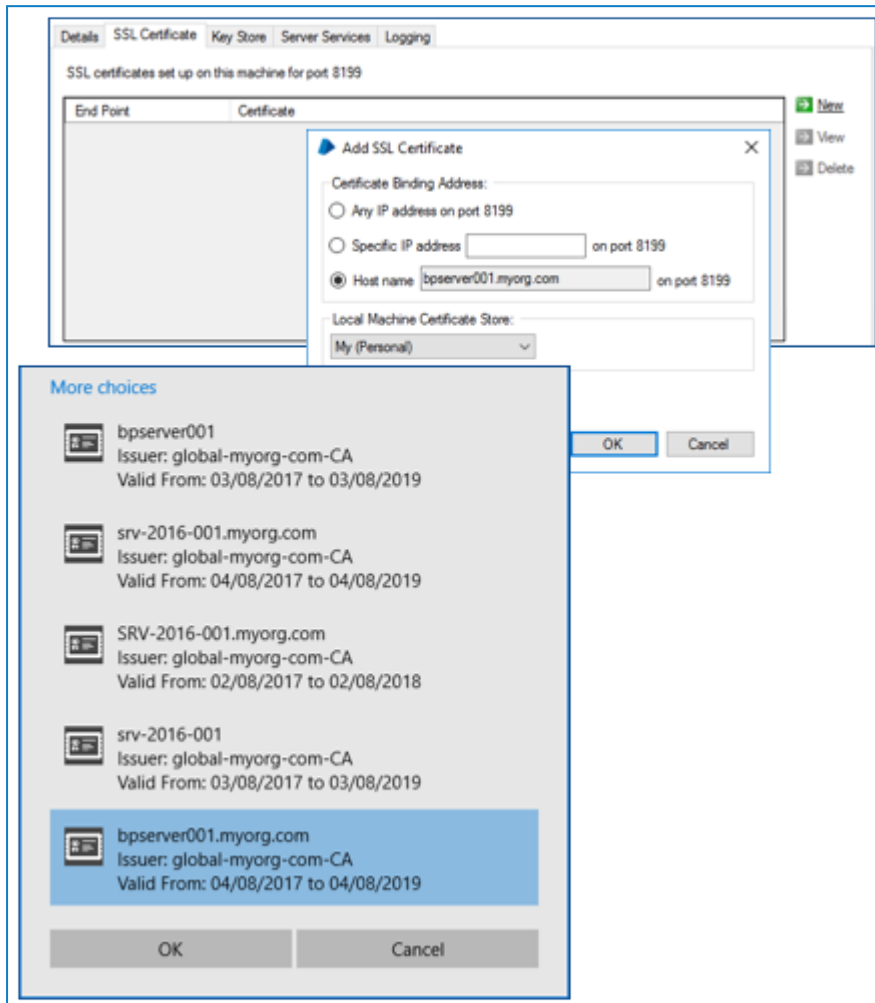 Details SSL Certificate Key Store Server Services Logging
SSL certificates set up on this machine for port 8199
End Point Certificate
New
View
Delete
Add SSL Certificate
Certificate Binding Address:
Any IP address on port 8199
Specific IP address on port 8199
Host name bpserver001.myorg.com on port 8199
Local Machine Certificate Store:
My (Personal)
OK Cancel
More choices
bpserver001
Issuer: global-myorg-com-CA
Valid From: 03/08/2017 to 03/08/2019
srv-2016-001.myorg.com
Issuer: global-myorg-com-CA
Valid From: 04/08/2017 to 04/08/2019
SRV-2016-001.myorg.com
Issuer: global-myorg-com-CA
Valid From: 02/08/2017 to 02/08/2018
srv-2016-001
Issuer: global-myorg-com-CA
Valid From: 03/08/2017 to 03/08/2019
bpserver001.myorg.com
Issuer: global-myorg-com-CA
Valid From: 04/08/2017 to 04/08/2019
OK Cancel